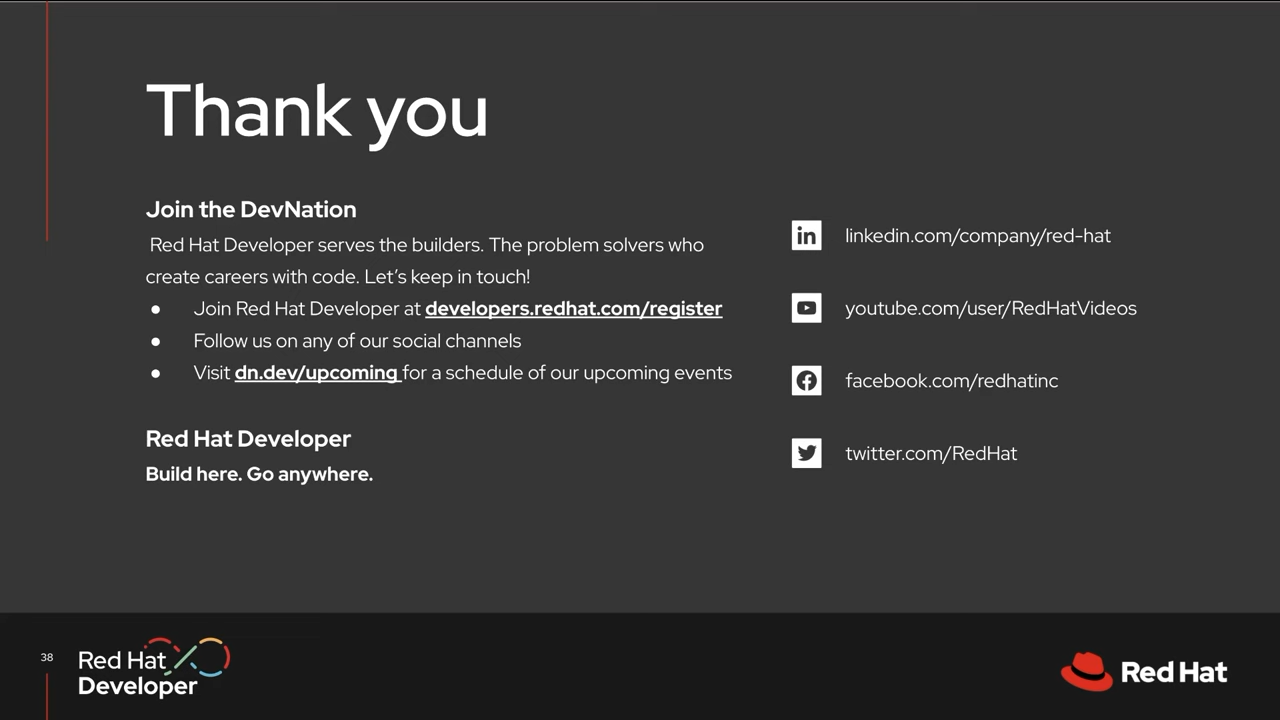 Thank you
Join the DevNation
Red Hat Developer serves the builders. The problem solvers who
create careers with code. Let’s keep in touch!
● Join Red Hat Developer at developers.redhat.com/register
● Follow us on any of our social channels
● Visit dn.dev/upcoming for a schedule of our upcoming events
Red Hat Developer
Build here. Go anywhere.
in linkedin.com/company/red-hat
youtube.com/user/RedHatVideos
facebook.com/redhatinc
twitter.com/RedHat
38
Red Hat
Developer
Red Hat